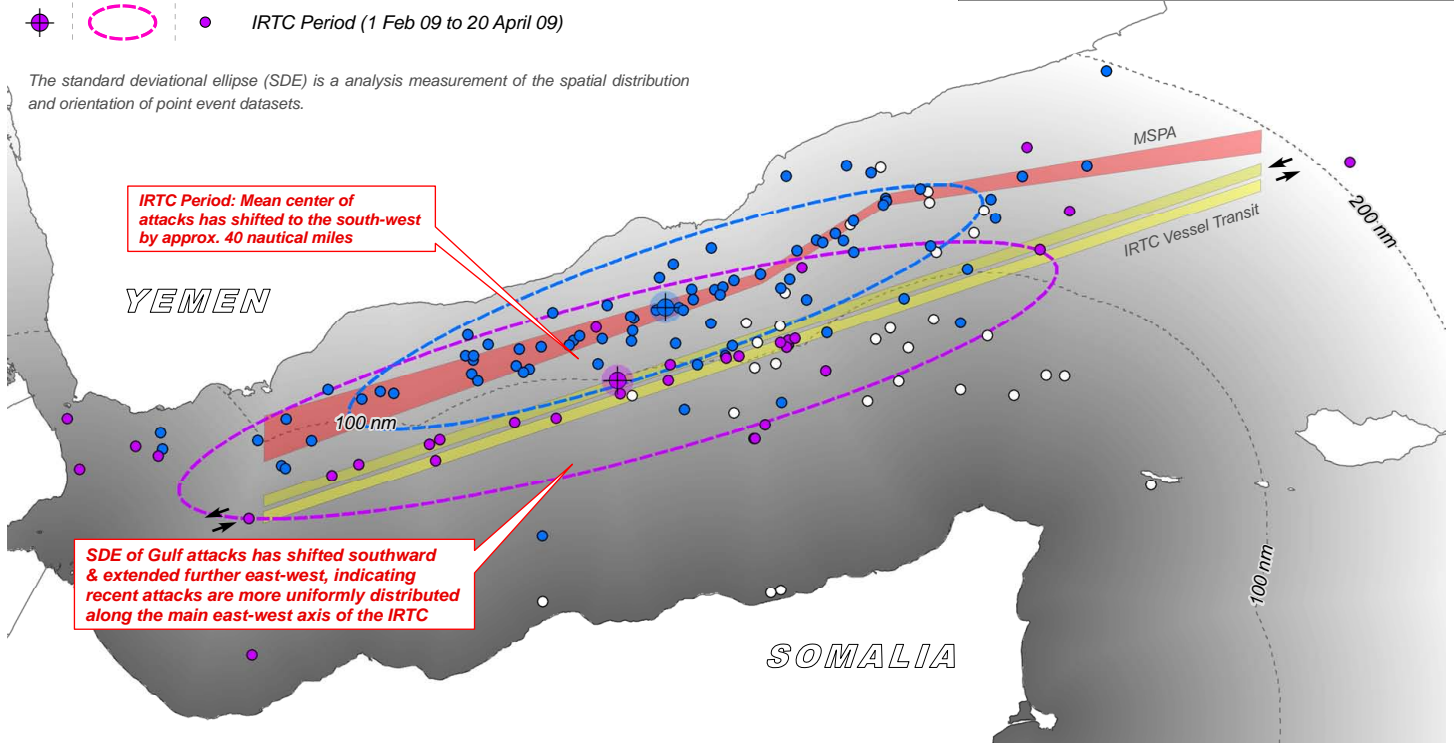 IRTC Period (1 Feb 09 to 20 April 09)
The standard deviational ellipse (SDE) is a analysis measurement of the spatial distribution
and orientation of point event datasets.
MSPA
IRTC Period: Mean center of
attacks has shifted to the south-west
by approx. 40 nautical miles
200 nm
IRTC Vessel Transit
YEMEN
100 nm
SDE of Gulf attacks has shifted southward
& extended further east-west, indicating
recent attacks are more uniformly distributed
along the main east-west axis of the IRTC
100 nm
SOMALIA